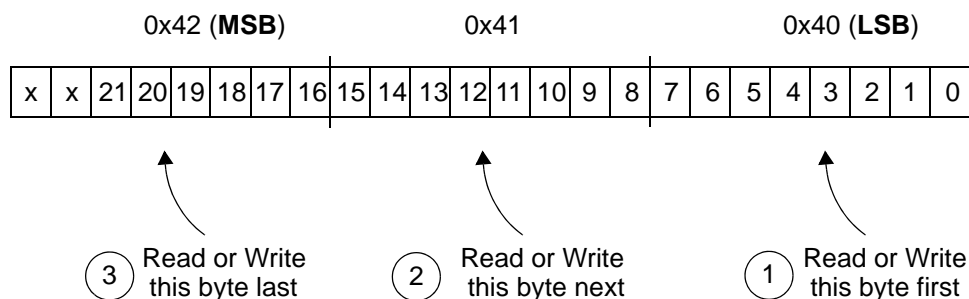 0x42 (MSB) 0x41 0x40 (LSB)
x x 21 20 19 18 17 16 15 14 13 12 11 10 9 8 7 6 5 4 3 2 1 0
3 Read or Write 2 Read or Write 1 Read or Write
this byte last this byte next this byte first